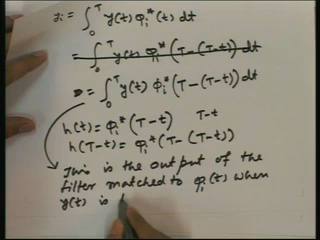 yi = ∫₀ᵀ y(t) φi*(t) dt
= ∫₀ᵀ y(t) φi*(T-(T-t)) dt
= ∫₀ᵀ y(t) φi*(T-(T-t)) dt
h(t) = φi*(T-t) T-t
h(T-t) = φi*(T-(T-t))
This is the output of the
filter matched to φi(t) when
y(t) is